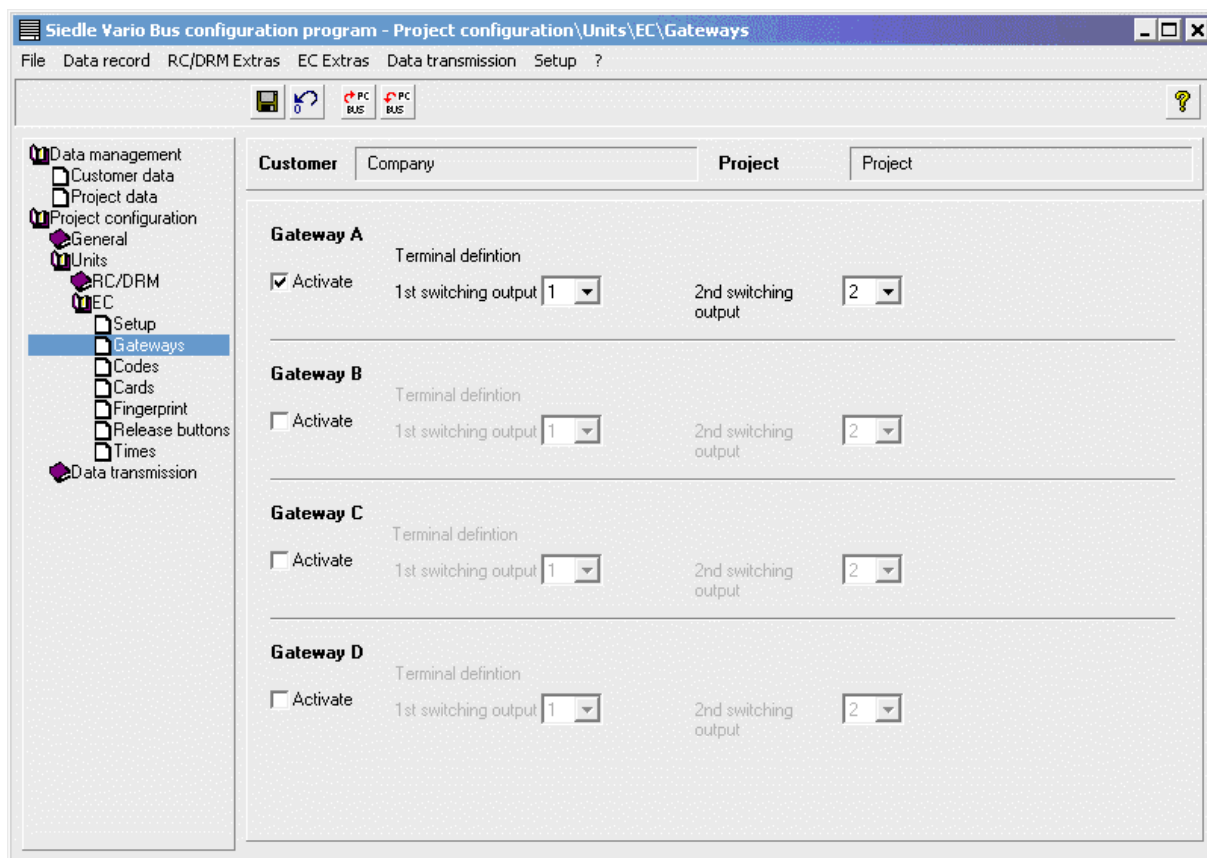 Siedle Vario Bus configuration program - Project configuration\Units\EC\Gateways
File Data record RC/DRM Extras EC Extras Data transmission Setup ?
0 PC BUS PC BUS ?
Data management
Customer data
Project data
Project configuration
General
Units
RC/DRM
EC
Setup
Gateways
Codes
Cards
Fingerprint
Release buttons
Times
Data transmission
Customer Company Project Project
Gateway A
Terminal defintion
Activate 1st switching output 1 2nd switching output 2
Gateway B
Terminal defintion
Activate 1st switching output 1 2nd switching output 2
Gateway C
Terminal defintion
Activate 1st switching output 1 2nd switching output 2
Gateway D
Terminal defintion
Activate 1st switching output 1 2nd switching output 2